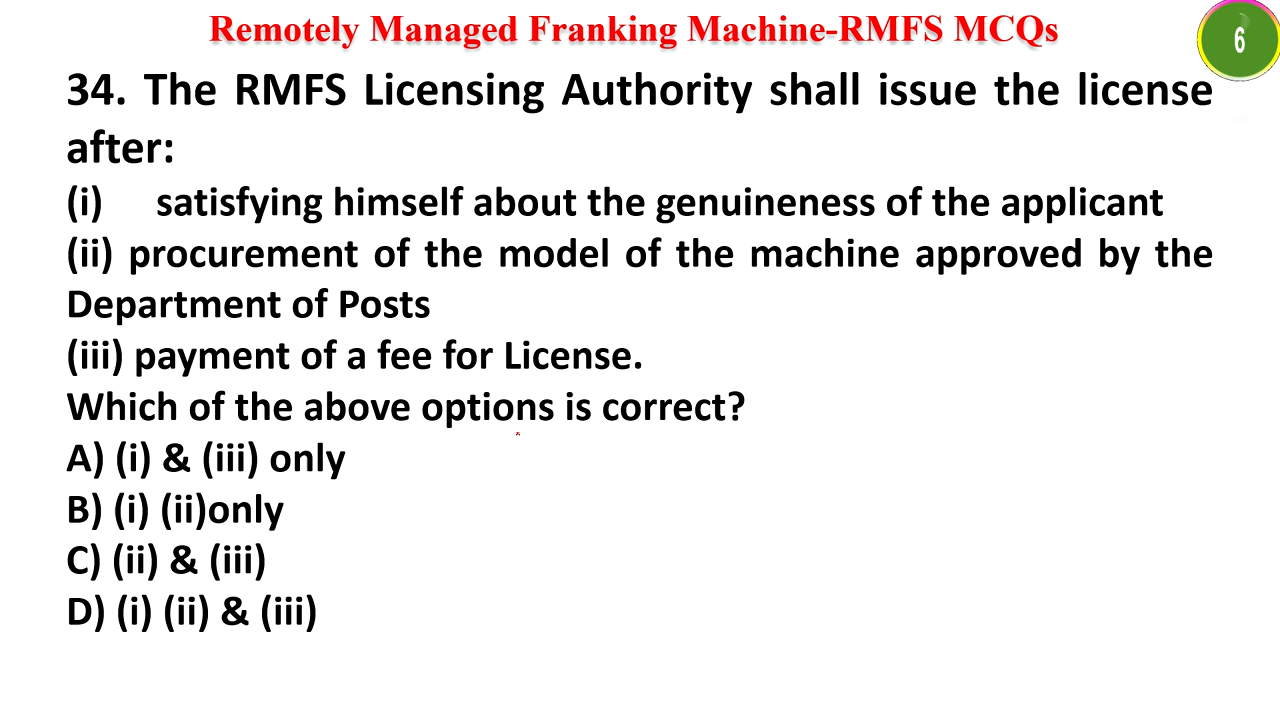 Remotely Managed Franking Machine-RMFS MCQs
6
34. The RMFS Licensing Authority shall issue the license
after:
(i) satisfying himself about the genuineness of the applicant
(ii) procurement of the model of the machine approved by the
Department of Posts
(iii) payment of a fee for License.
Which of the above options is correct?
A) (i) & (iii) only
B) (i) (ii)only
C) (ii) & (iii)
D) (i) (ii) & (iii)